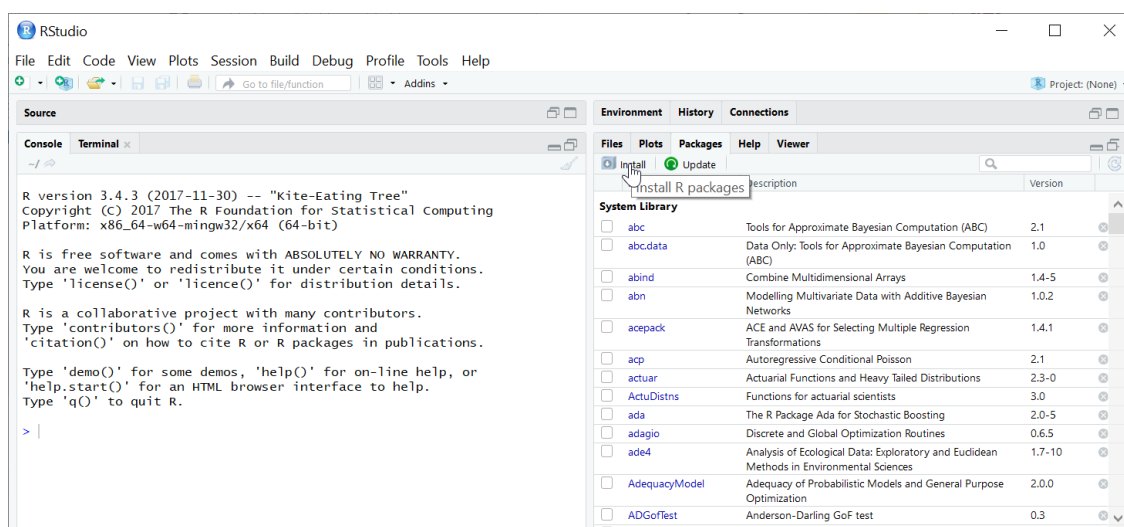 RStudio
File Edit Code View Plots Session Build Debug Profile Tools Help
Go to file/function Addins Project: (None)
Source
Console Terminal
~/
R version 3.4.3 (2017-11-30) -- "Kite-Eating Tree"
Copyright (C) 2017 The R Foundation for Statistical Computing
Platform: x86_64-w64-mingw32/x64 (64-bit)
R is free software and comes with ABSOLUTELY NO WARRANTY.
You are welcome to redistribute it under certain conditions.
Type 'license()' or 'licence()' for distribution details.
R is a collaborative project with many contributors.
Type 'contributors()' for more information and
'citation()' on how to cite R or R packages in publications.
Type 'demo()' for some demos, 'help()' for on-line help, or
'help.start()' for an HTML browser interface to help.
Type 'q()' to quit R.
>
Environment History Connections
Files Plots Packages Help Viewer
Install Update
Install R packages
Description Version
System Library
abc Tools for Approximate Bayesian Computation (ABC) 2.1
abc.data Data Only: Tools for Approximate Bayesian Computation 1.0
(ABC)
abind Combine Multidimensional Arrays 1.4-5
abn Modelling Multivariate Data with Additive Bayesian 1.0.2
Networks
acepack ACE and AVAS for Selecting Multiple Regression 1.4.1
Transformations
acp Autoregressive Conditional Poisson 2.1
actuar Actuarial Functions and Heavy Tailed Distributions 2.3-0
ActuDistns Functions for actuarial scientists 3.0
ada The R Package Ada for Stochastic Boosting 2.0-5
adagio Discrete and Global Optimization Routines 0.6.5
ade4 Analysis of Ecological Data: Exploratory and Euclidean 1.7-10
Methods in Environmental Sciences
AdequacyModel Adequacy of Probabilistic Models and General Purpose 2.0.0
Optimization
ADGofTest Anderson-Darling GoF test 0.3